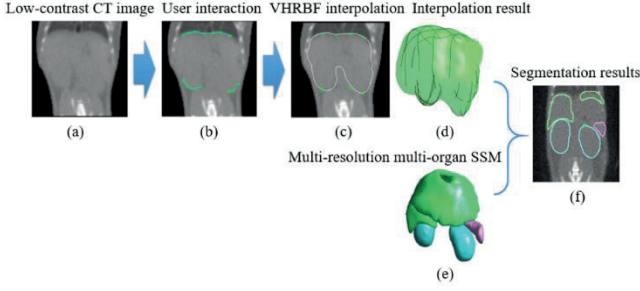 Low-contrast CT image
User interaction
VHRBF interpolation
Interpolation result
(a)
(b)
(c)
(d)
Multi-resolution multi-organ SSM
(e)
Segmentation results
(f)